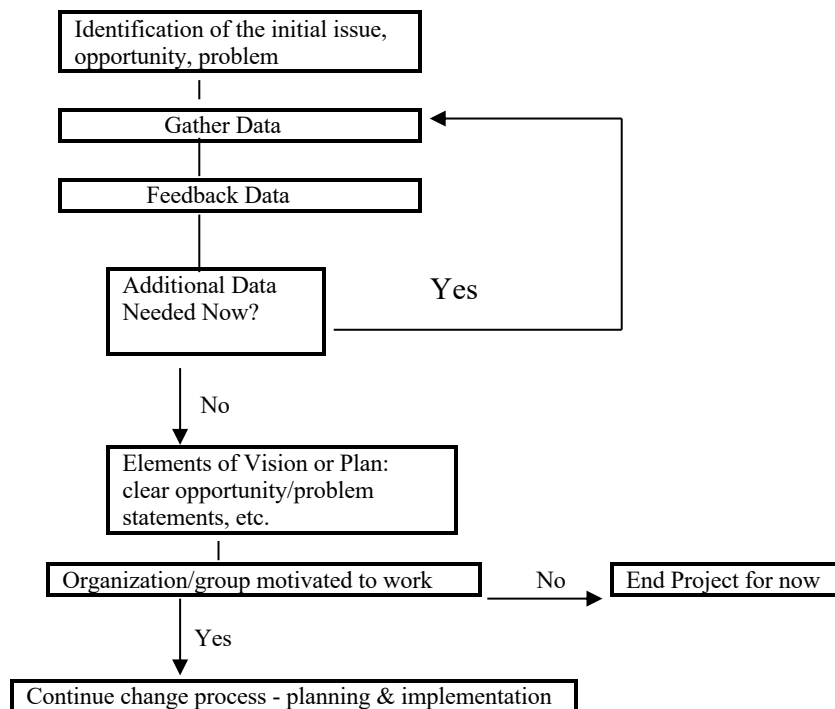 Identification of the initial issue,
opportunity, problem
Gather Data
Feedback Data
Additional Data
Needed Now?
Yes
No
Elements of Vision or Plan:
clear opportunity/problem
statements, etc.
Organization/group motivated to work
No
End Project for now
Yes
Continue change process - planning & implementation